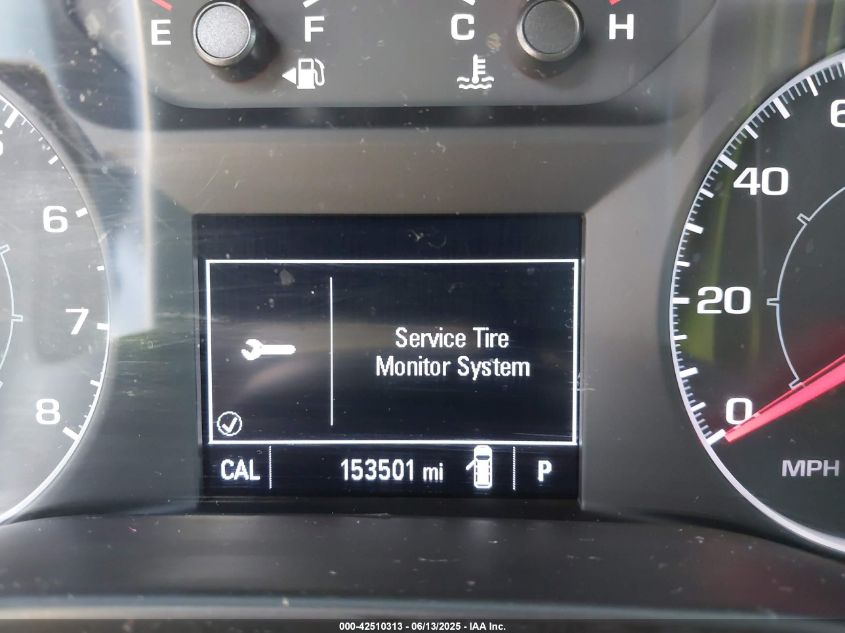 E F C H
6
7
8
Service Tire
Monitor System
CAL 153501 mi P
40
20
0
MPH
000-42510313 - 06/13/2025 - IAA Inc.